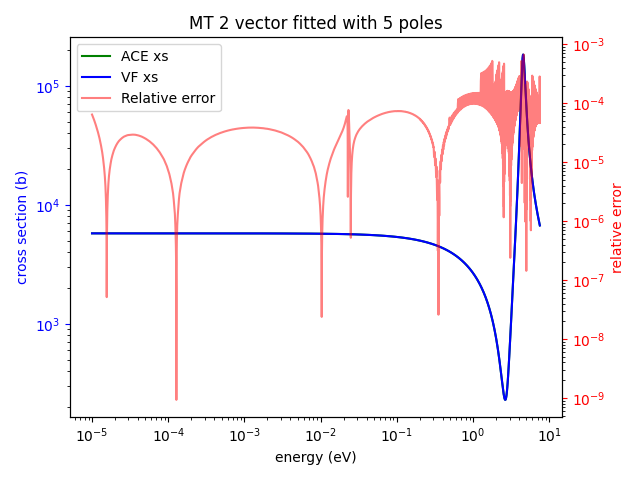 MT 2 vector fitted with 5 poles
ACE xs
VF xs
Relative error
cross section (b)
10^5
10^4
10^3
10^-3
10^-4
10^-5
10^-6
10^-7
10^-8
10^-9
relative error
10^-5 10^-4 10^-3 10^-2 10^-1 10^0 10^1
energy (eV)